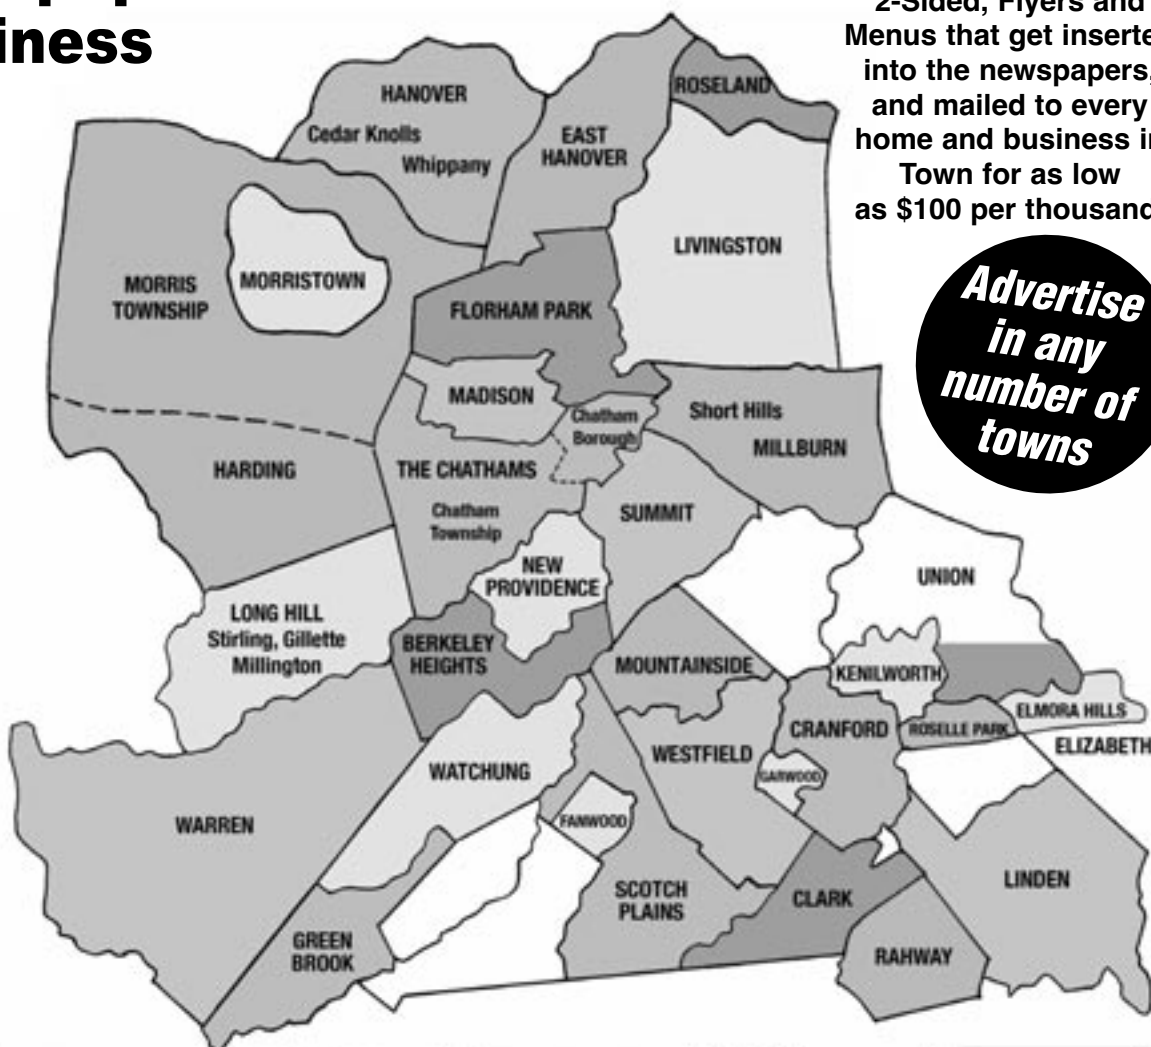 iness
2-Sided, Flyers and
Menus that get inserte
into the newspapers,
and mailed to every
home and business in
Town for as low
as $100 per thousand
Advertise
in any
number of
towns
HANOVER
Cedar Knolls
Whippany
EAST
HANOVER
ROSELAND
LIVINGSTON
MORRIS
TOWNSHIP
MORRISTOWN
FLORHAM PARK
MADISON
Chatham
Borough
Short Hills
MILLBURN
HARDING
THE CHATHAMS
Chatham
Township
SUMMIT
NEW
PROVIDENCE
UNION
LONG HILL
Stirling, Gillette
Millington
BERKELEY
HEIGHTS
MOUNTAINSIDE
KENILWORTH
ELMORA HILLS
CRANFORD
ROSELLE PARK
ELIZABETH
WESTFIELD
GARWOOD
WATCHUNG
WARREN
FANWOOD
SCOTCH
PLAINS
CLARK
LINDEN
GREEN
BROOK
RAHWAY